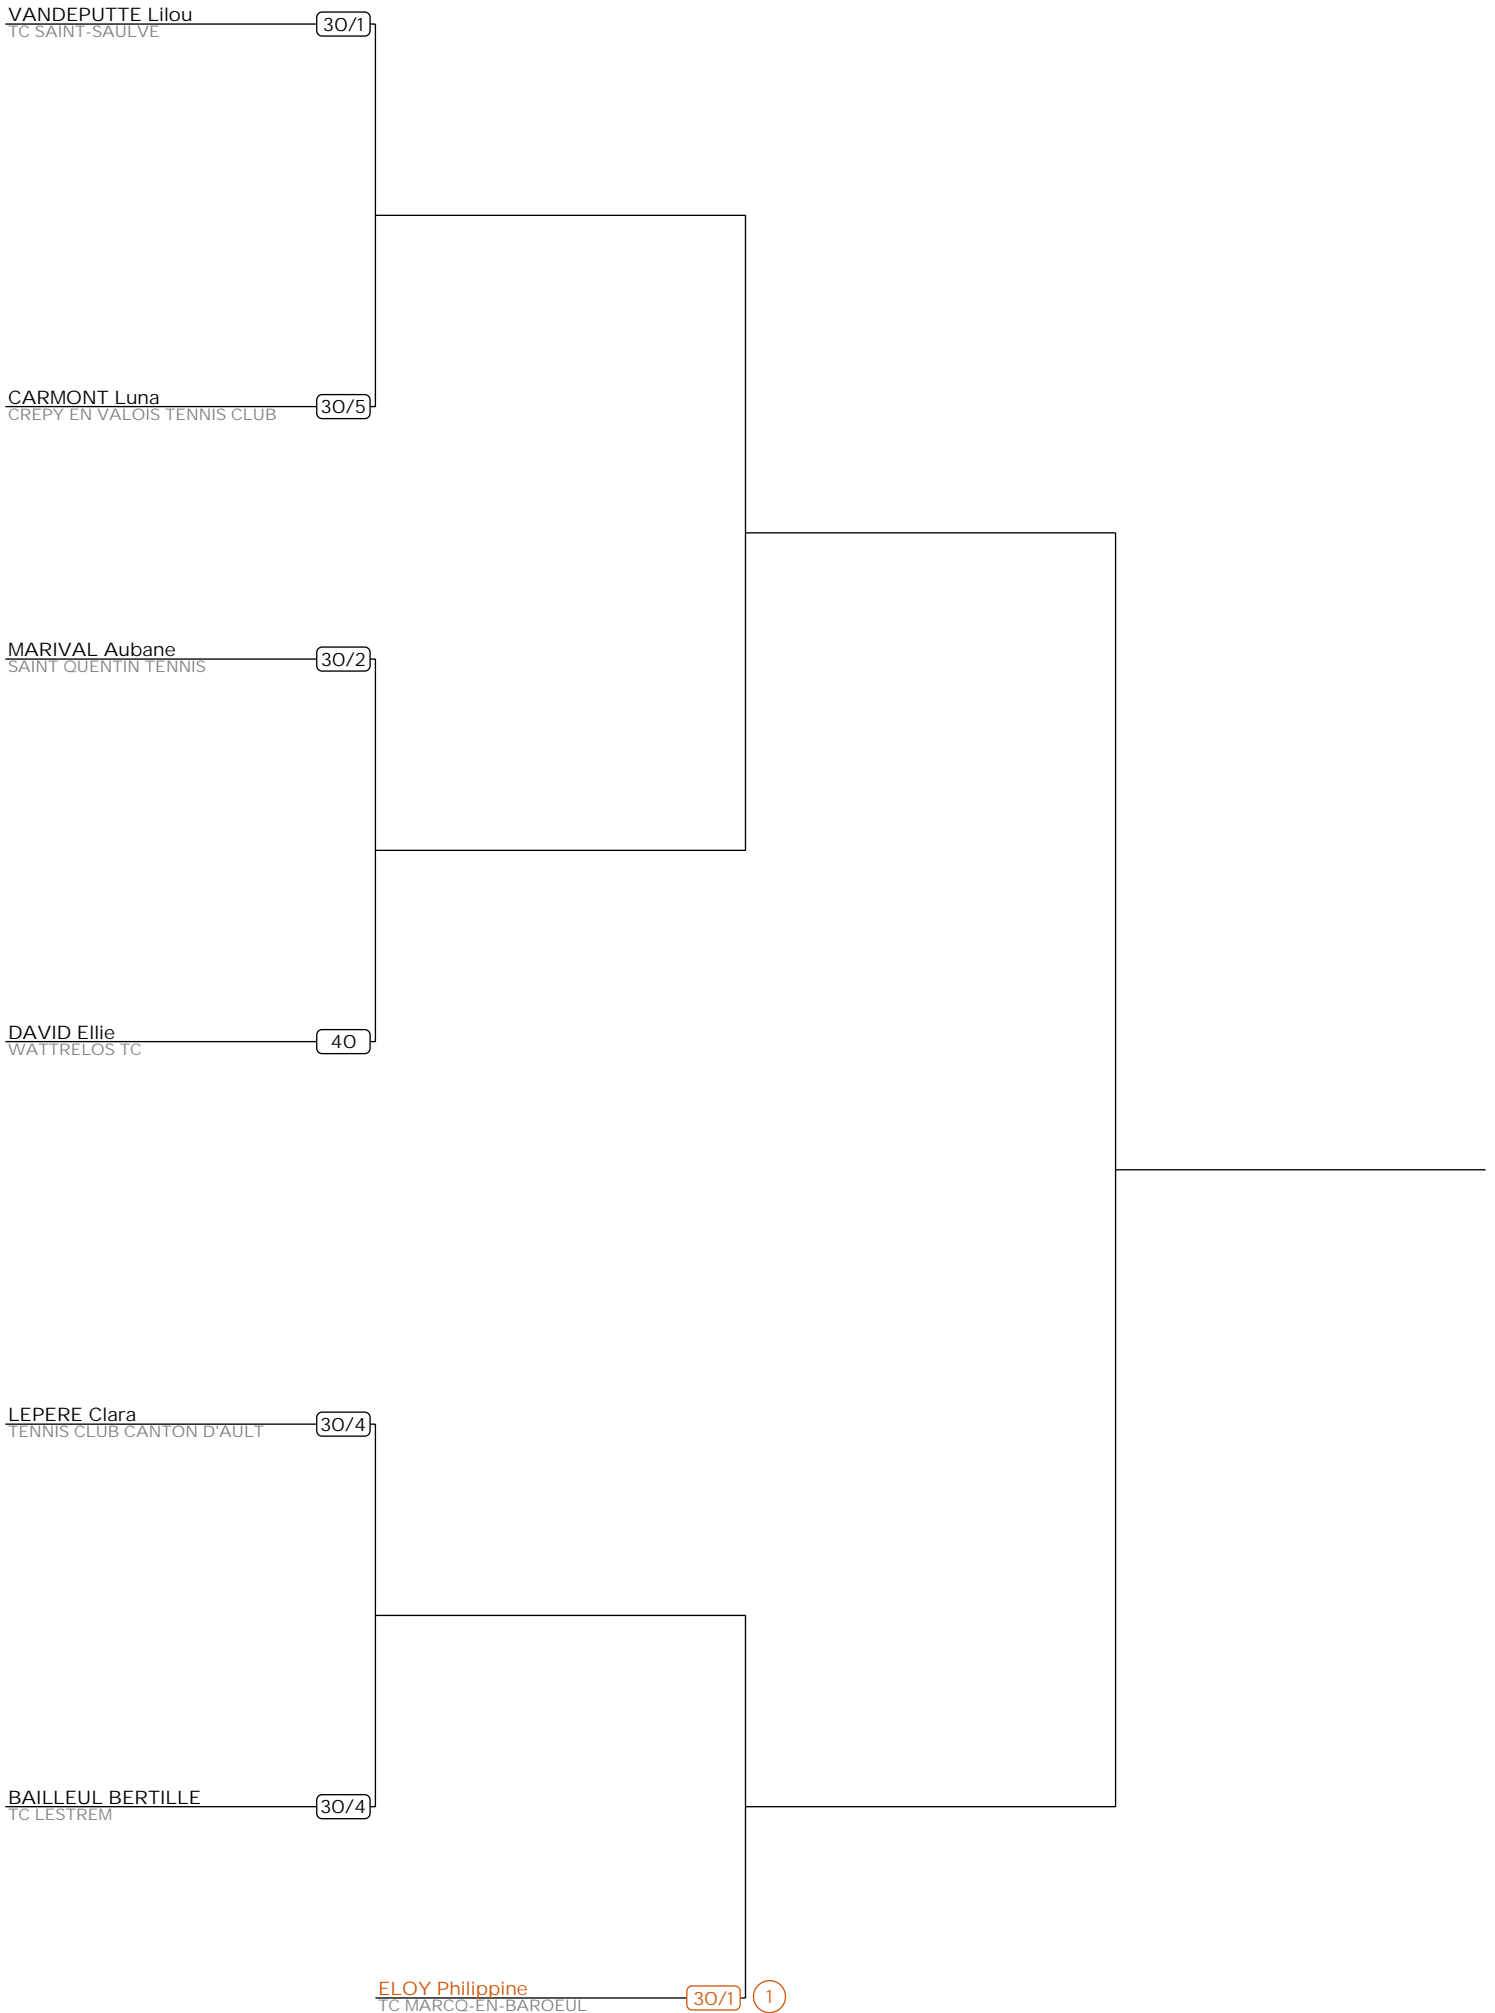 VANDEPUTTE Lilou
TC SAINT-SAULVE
30/1
CARMONT Luna
CREPY EN VALOIS TENNIS CLUB
30/5
MARIVAL Aubane
SAINT QUENTIN TENNIS
30/2
DAVID Ellie
WATTRELOS TC
40
LEPERE Clara
TENNIS CLUB CANTON D'AULT
30/4
BAILLEUL BERTILLE
TC LESTREM
30/4
ELOY Philippine
TC MARCQ-EN-BAROEUL
30/1
1